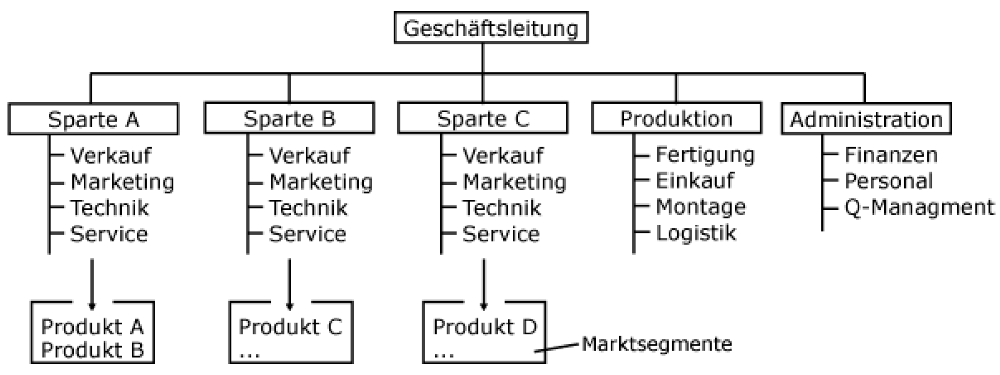 Geschäftsleitung
Sparte A
Verkauf
Marketing
Technik
Service
Produkt A
Produkt B
Sparte B
Verkauf
Marketing
Technik
Service
Produkt C
...
Sparte C
Verkauf
Marketing
Technik
Service
Produkt D
...
Marktsegmente
Produktion
Fertigung
Einkauf
Montage
Logistik
Administration
Finanzen
Personal
Q-Managment